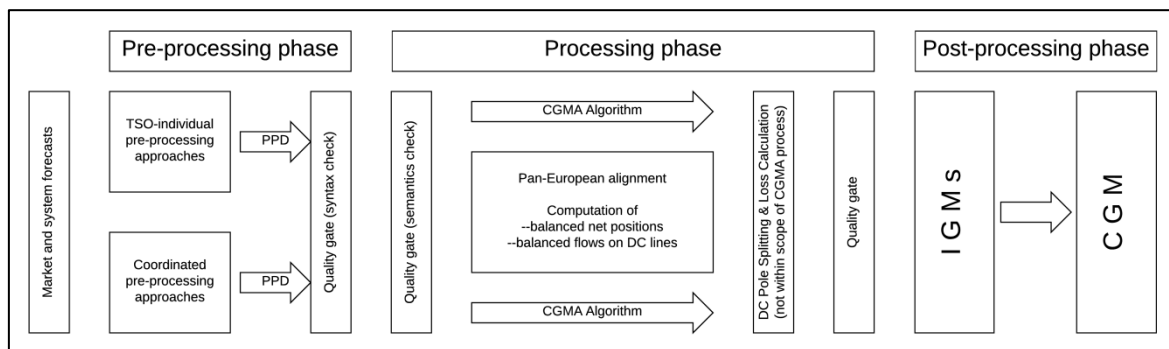 Pre-processing phase
Processing phase
Post-processing phase
Market and system forecasts
TSO-individual
pre-processing
approaches
PPD
Coordinated
pre-processing
approaches
PPD
Quality gate (syntax check)
Quality gate (semantics check)
CGMA Algorithm
Pan-European alignment
Computation of
--balanced net positions
--balanced flows on DC lines
CGMA Algorithm
DC Pole Splitting & Loss Calculation
(not within scope of CGMA process)
Quality gate
IGMs
CGM